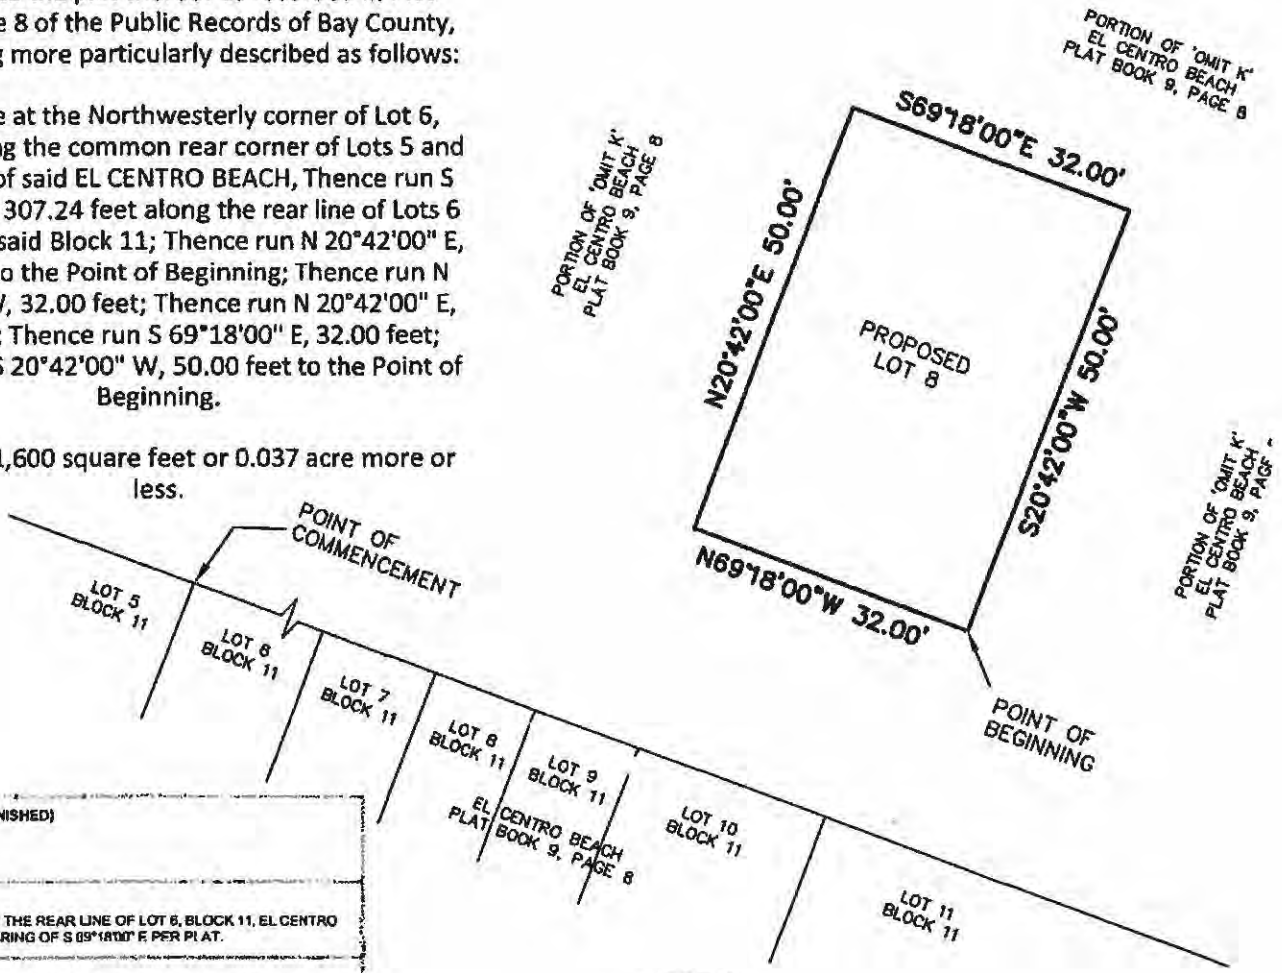 e 8 of the Public Records of Bay County,
g more particularly described as follows:
e at the Northwesterly corner of Lot 6,
ng the common rear corner of Lots 5 and
of said EL CENTRO BEACH, Thence run S
307.24 feet along the rear line of Lots 6
said Block 11; Thence run N 20°42'00" E,
o the Point of Beginning; Thence run N
/, 32.00 feet; Thence run N 20°42'00" E,
; Thence run S 69°18'00" E, 32.00 feet;
S 20°42'00" W, 50.00 feet to the Point of
Beginning.
1,600 square feet or 0.037 acre more or
less.
PORTION OF 'OMIT K'
EL CENTRO BEACH
PLAT BOOK 9, PAGE 8
PORTION OF 'OMIT K'
EL CENTRO BEACH
PLAT BOOK 9, PAGE 8
S69°18'00"E 32.00'
N20°42'00"E 50.00'
PROPOSED
LOT 8
S20°42'00"W 50.00'
N69°18'00"W 32.00'
PORTION OF 'OMIT K'
EL CENTRO BEACH
PLAT BOOK 9, PAGE
POINT OF
BEGINNING
POINT OF
COMMENCEMENT
LOT 5
BLOCK 11
LOT 6
BLOCK 11
LOT 7
BLOCK 11
LOT 8
BLOCK 11
LOT 9
BLOCK 11
LOT 10
BLOCK 11
LOT 11
BLOCK 11
EL CENTRO BEACH
PLAT BOOK 9, PAGE 8
NISHED)
THE REAR LINE OF LOT 6, BLOCK 11, EL CENTRO
RING OF S 69°18'00" E PER PLAT.